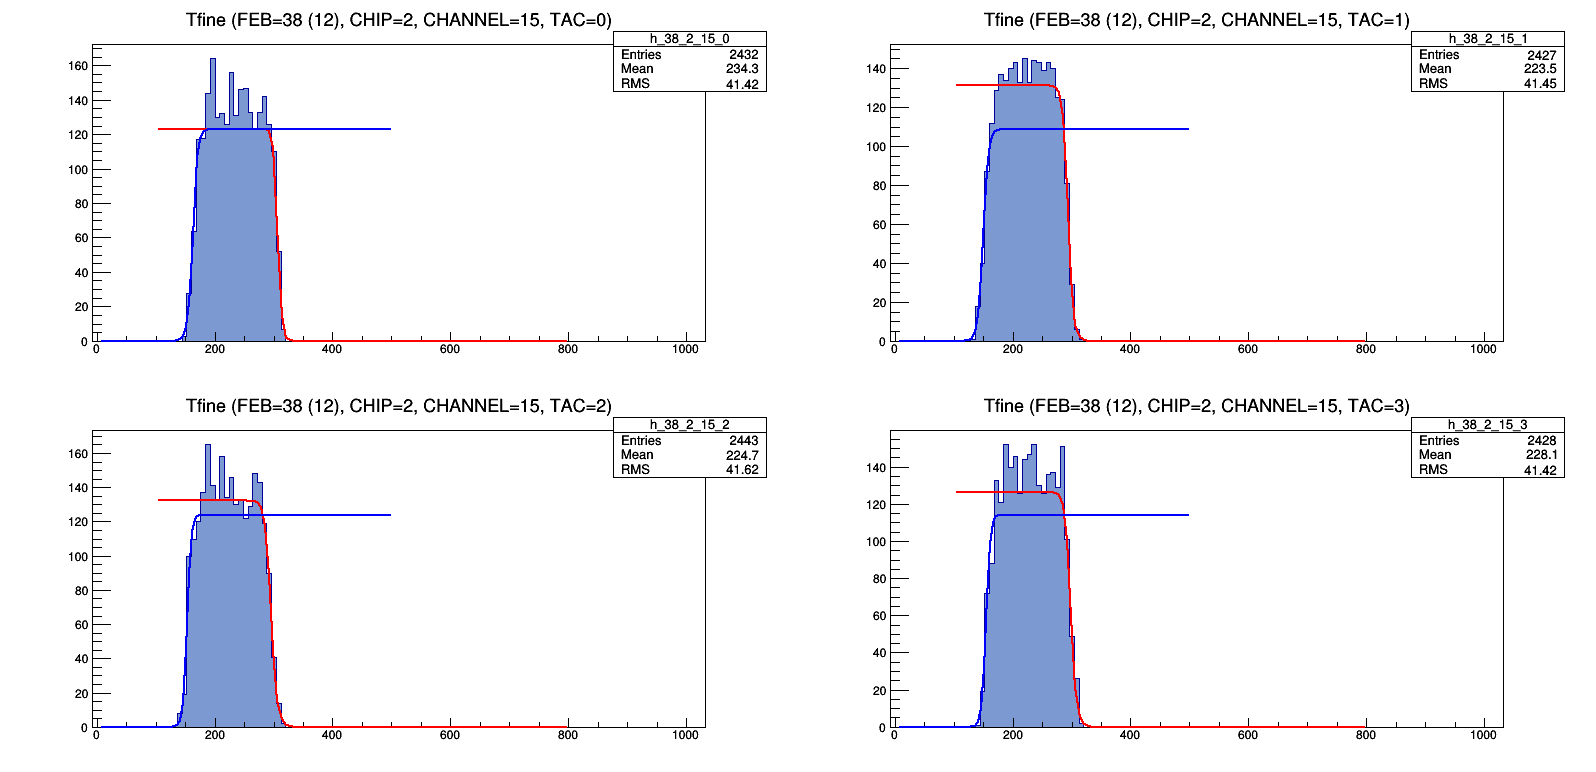 Tfine (FEB=38 (12), CHIP=2, CHANNEL=15, TAC=0)
h_38_2_15_0
Entries 2432
Mean 234.3
RMS 41.42
160
140
120
100
80
60
40
20
0
0 200 400 600 800 1000
Tfine (FEB=38 (12), CHIP=2, CHANNEL=15, TAC=1)
h_38_2_15_1
Entries 2427
Mean 223.5
RMS 41.45
140
120
100
80
60
40
20
0
0 200 400 600 800 1000
Tfine (FEB=38 (12), CHIP=2, CHANNEL=15, TAC=2)
h_38_2_15_2
Entries 2443
Mean 224.7
RMS 41.62
160
140
120
100
80
60
40
20
0
0 200 400 600 800 1000
Tfine (FEB=38 (12), CHIP=2, CHANNEL=15, TAC=3)
h_38_2_15_3
Entries 2428
Mean 228.1
RMS 41.42
140
120
100
80
60
40
20
0
0 200 400 600 800 1000